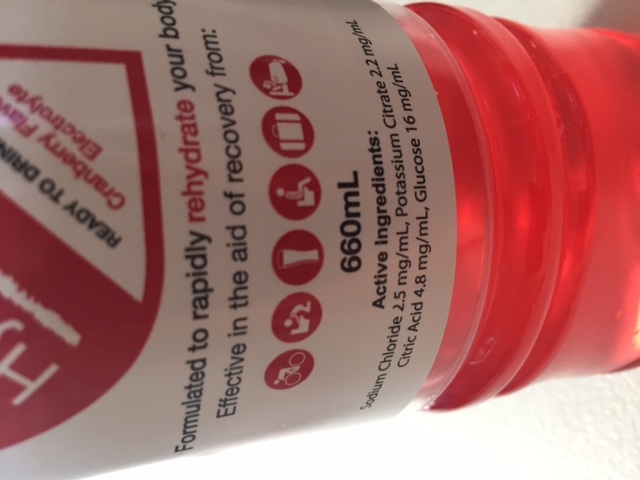 Hy
READY TO DRINK
Cranberry
Electrolyte
Formulated to rapidly rehydrate your body
Effective in the aid of recovery from:
660mL
Active Ingredients:
Sodium Chloride 2.5 mg/mL, Potassium Citrate 2.2 mg/mL
Citric Acid 4.8 mg/mL, Glucose 16 mg/mL